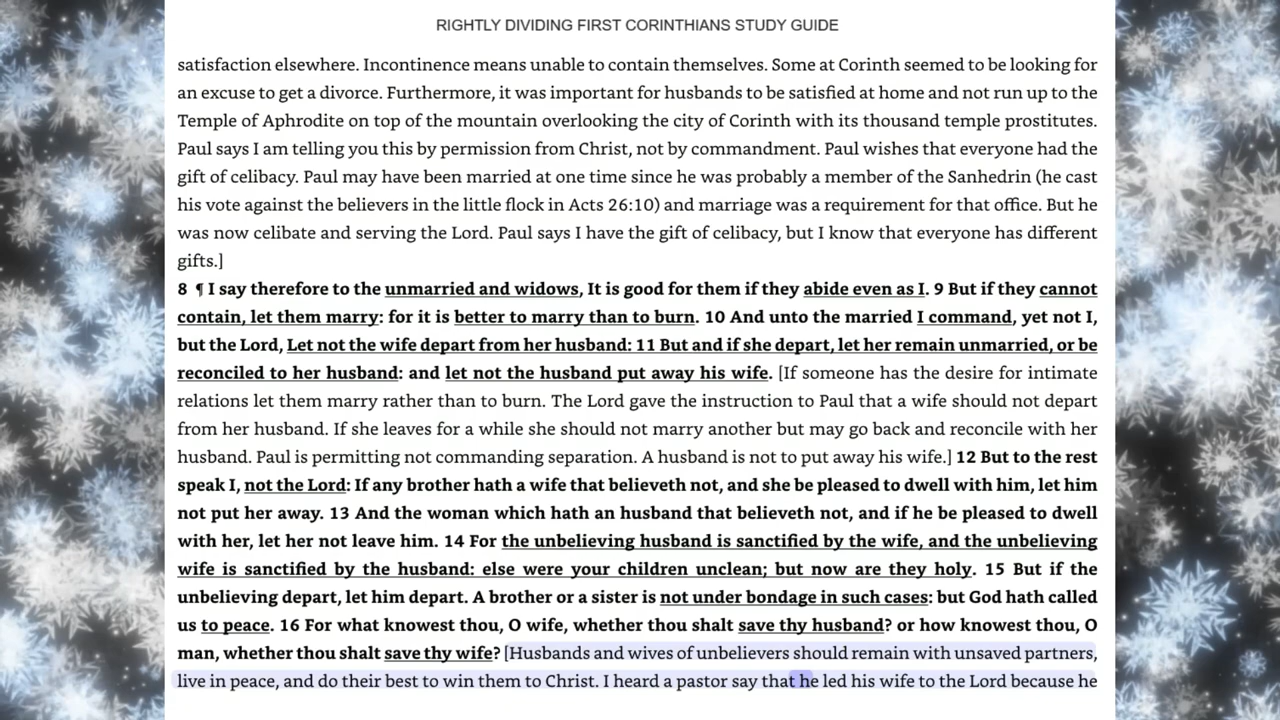 RIGHTLY DIVIDING FIRST CORINTHIANS STUDY GUIDE
satisfaction elsewhere. Incontinence means unable to contain themselves. Some at Corinth seemed to be looking for
an excuse to get a divorce. Furthermore, it was important for husbands to be satisfied at home and not run up to the
Temple of Aphrodite on top of the mountain overlooking the city of Corinth with its thousand temple prostitutes.
Paul says I am telling you this by permission from Christ, not by commandment. Paul wishes that everyone had the
gift of celibacy. Paul may have been married at one time since he was probably a member of the Sanhedrin (he cast
his vote against the believers in the little flock in Acts 26:10) and marriage was a requirement for that office. But he
was now celibate and serving the Lord. Paul says I have the gift of celibacy, but I know that everyone has different
gifts.]
8 ¶ I say therefore to the unmarried and widows, It is good for them if they abide even as I. 9 But if they cannot
contain, let them marry: for it is better to marry than to burn. 10 And unto the married I command, yet not I,
but the Lord, Let not the wife depart from her husband: 11 But and if she depart, let her remain unmarried, or be
reconciled to her husband: and let not the husband put away his wife. [If someone has the desire for intimate
relations let them marry rather than to burn. The Lord gave the instruction to Paul that a wife should not depart
from her husband. If she leaves for a while she should not marry another but may go back and reconcile with her
husband. Paul is permitting not commanding separation. A husband is not to put away his wife.] 12 But to the rest
speak I, not the Lord: If any brother hath a wife that believeth not, and she be pleased to dwell with him, let him
not put her away. 13 And the woman which hath an husband that believeth not, and if he be pleased to dwell
with her, let her not leave him. 14 For the unbelieving husband is sanctified by the wife, and the unbelieving
wife is sanctified by the husband: else were your children unclean; but now are they holy. 15 But if the
unbelieving depart, let him depart. A brother or a sister is not under bondage in such cases: but God hath called
us to peace. 16 For what knowest thou, O wife, whether thou shalt save thy husband? or how knowest thou, O
man, whether thou shalt save thy wife? [Husbands and wives of unbelievers should remain with unsaved partners,
live in peace, and do their best to win them to Christ. I heard a pastor say that he led his wife to the Lord because he